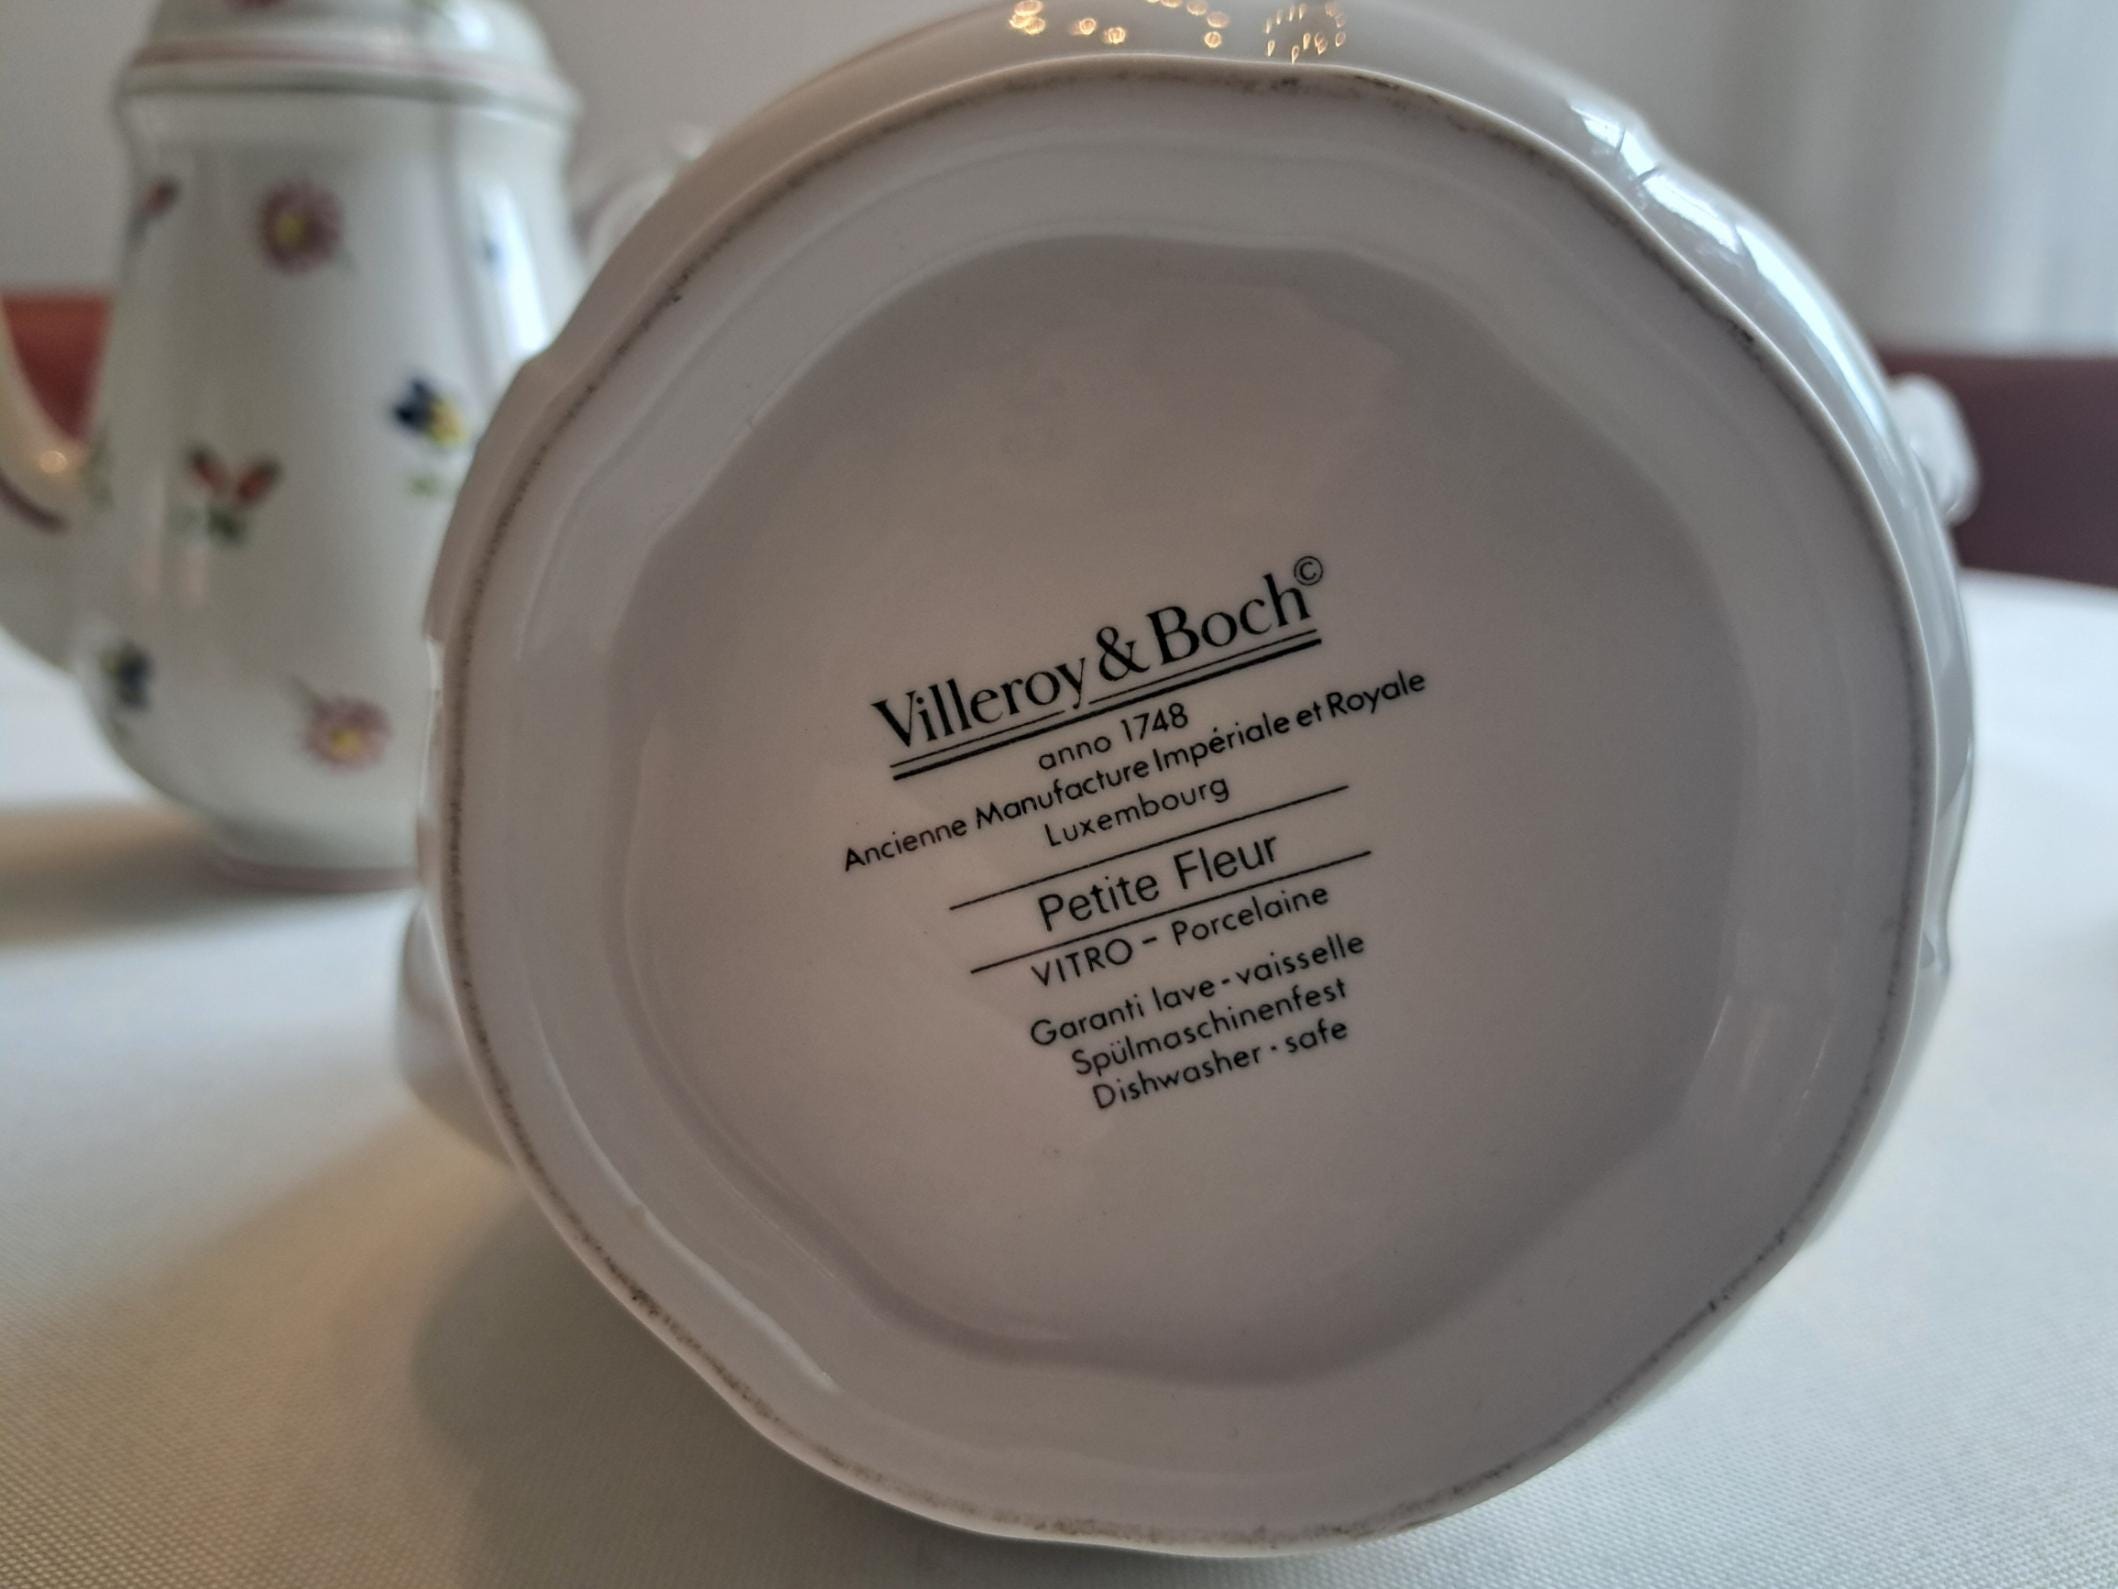 Villeroy & Boch©
anno 1748
Ancienne Manufacture Impériale et Royale
Luxembourg
Petite Fleur
VITRO - Porcelaine
Garanti lave-vaisselle
Spülmaschinenfest
Dishwasher · safe